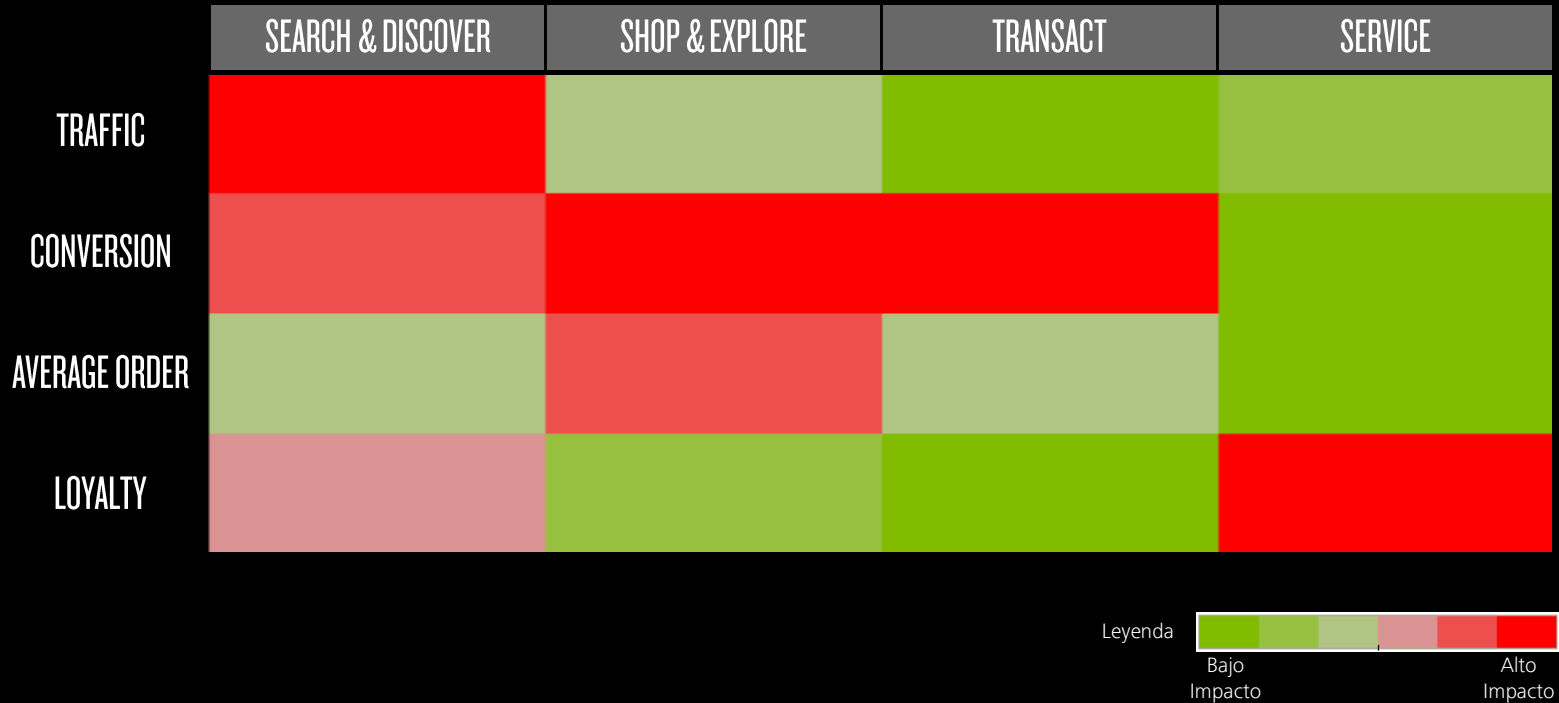 SEARCH & DISCOVER SHOP & EXPLORE TRANSACT SERVICE
TRAFFIC
CONVERSION
AVERAGE ORDER
LOYALTY
Leyenda
Bajo Impacto
Alto Impacto